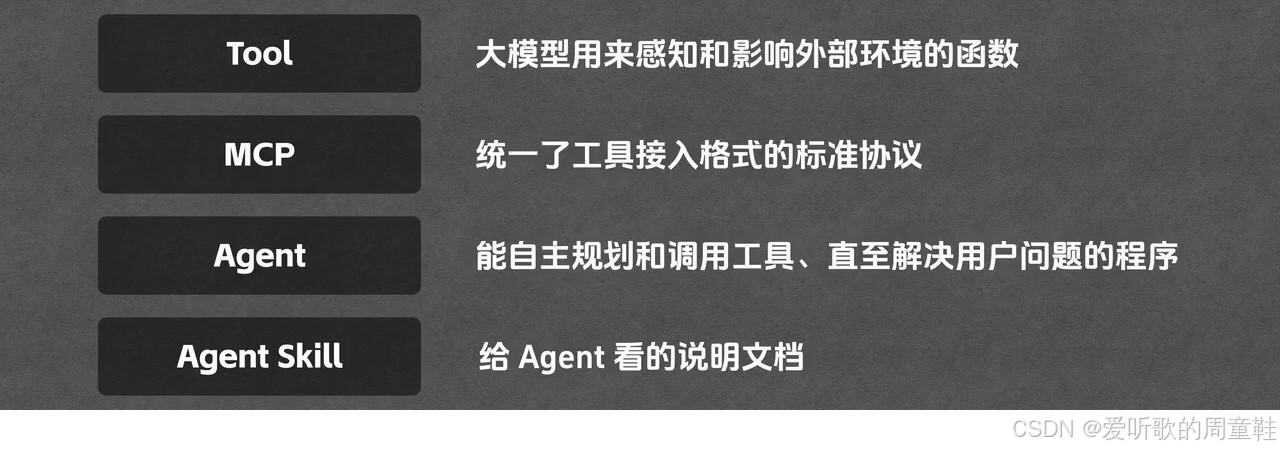 Tool 大模型用来感知和影响外部环境的函数
MCP 统一了工具接入格式的标准协议
Agent 能自主规划和调用工具、直至解决用户问题的程序
Agent Skill 给 Agent 看的说明文档
CSDN @爱听歌的周童鞋